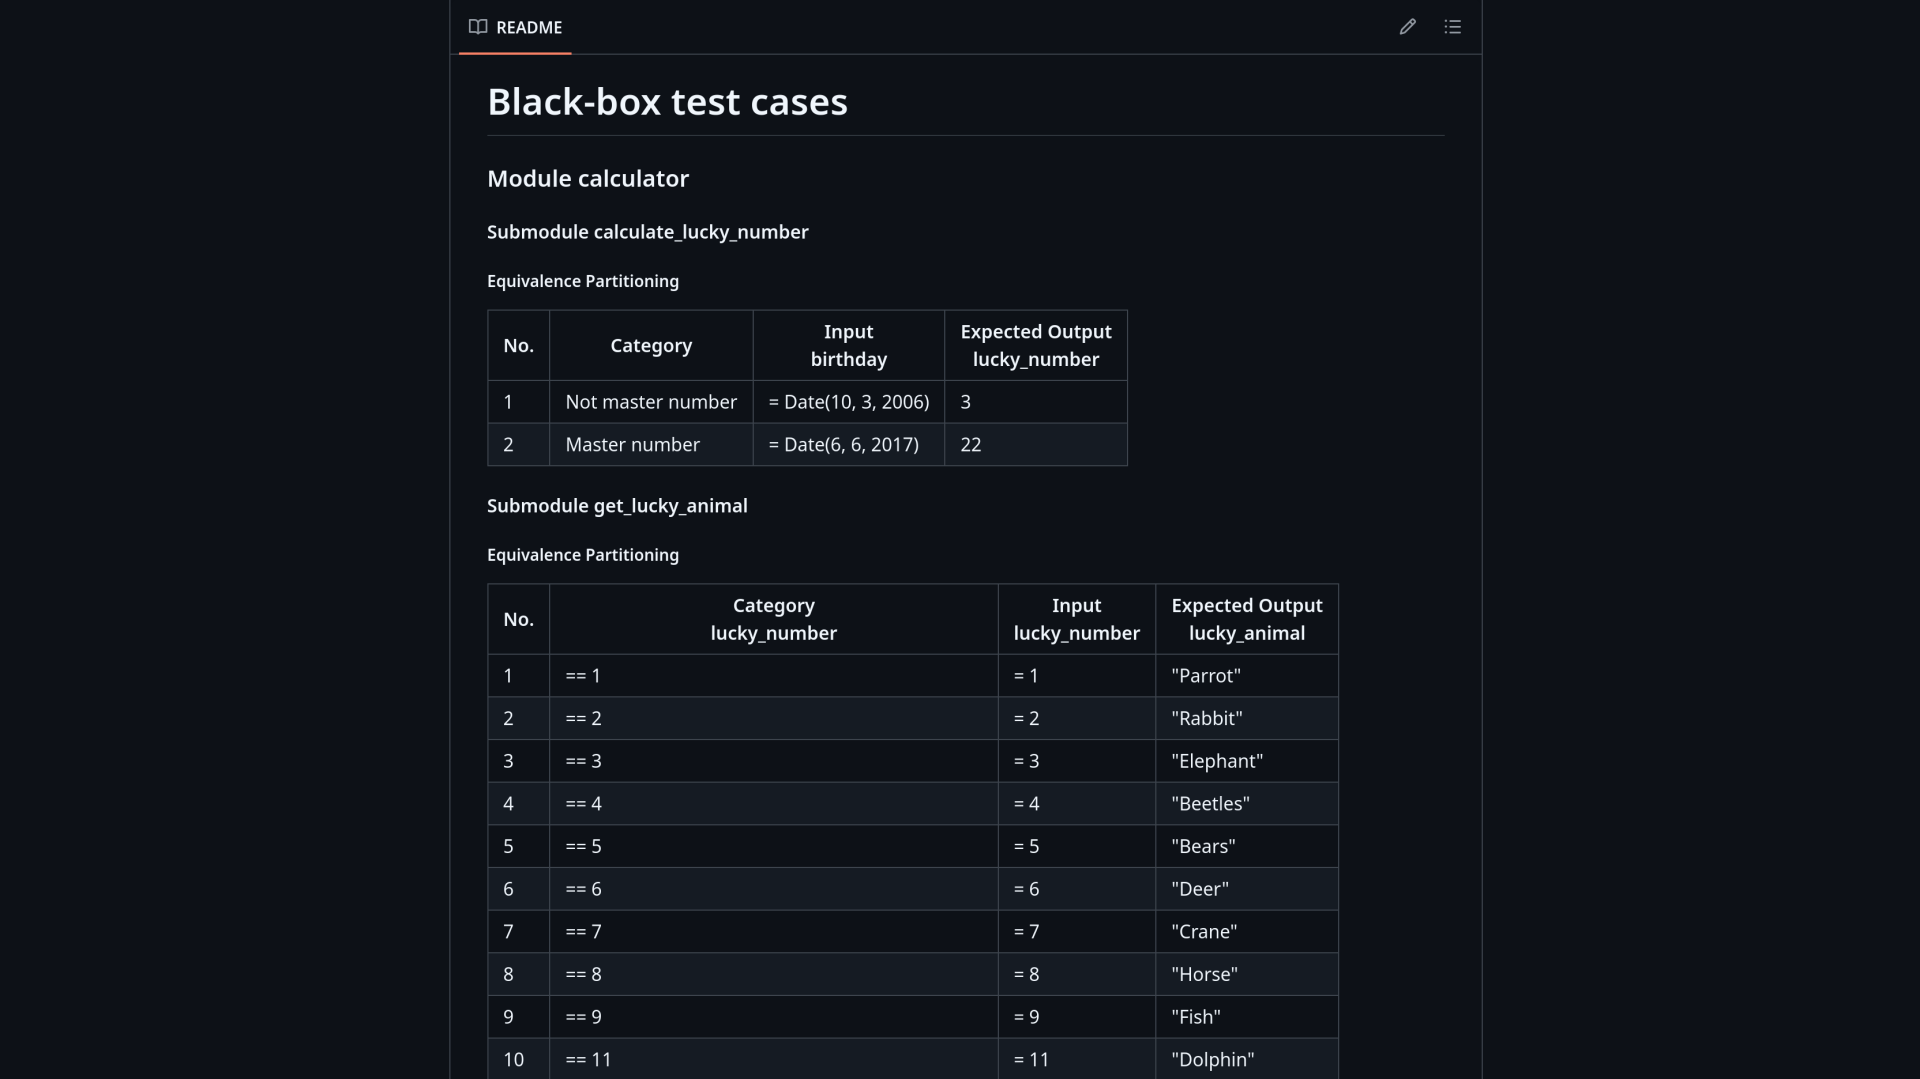 README
Black-box test cases
Module calculator
Submodule calculate_lucky_number
Equivalence Partitioning
No. Category Input birthday Expected Output lucky_number
1 Not master number = Date(10, 3, 2006) 3
2 Master number = Date(6, 6, 2017) 22
Submodule get_lucky_animal
Equivalence Partitioning
No. Category lucky_number Input lucky_number Expected Output lucky_animal
1 == 1 = 1 "Parrot"
2 == 2 = 2 "Rabbit"
3 == 3 = 3 "Elephant"
4 == 4 = 4 "Beetles"
5 == 5 = 5 "Bears"
6 == 6 = 6 "Deer"
7 == 7 = 7 "Crane"
8 == 8 = 8 "Horse"
9 == 9 = 9 "Fish"
10 == 11 = 11 "Dolphin"